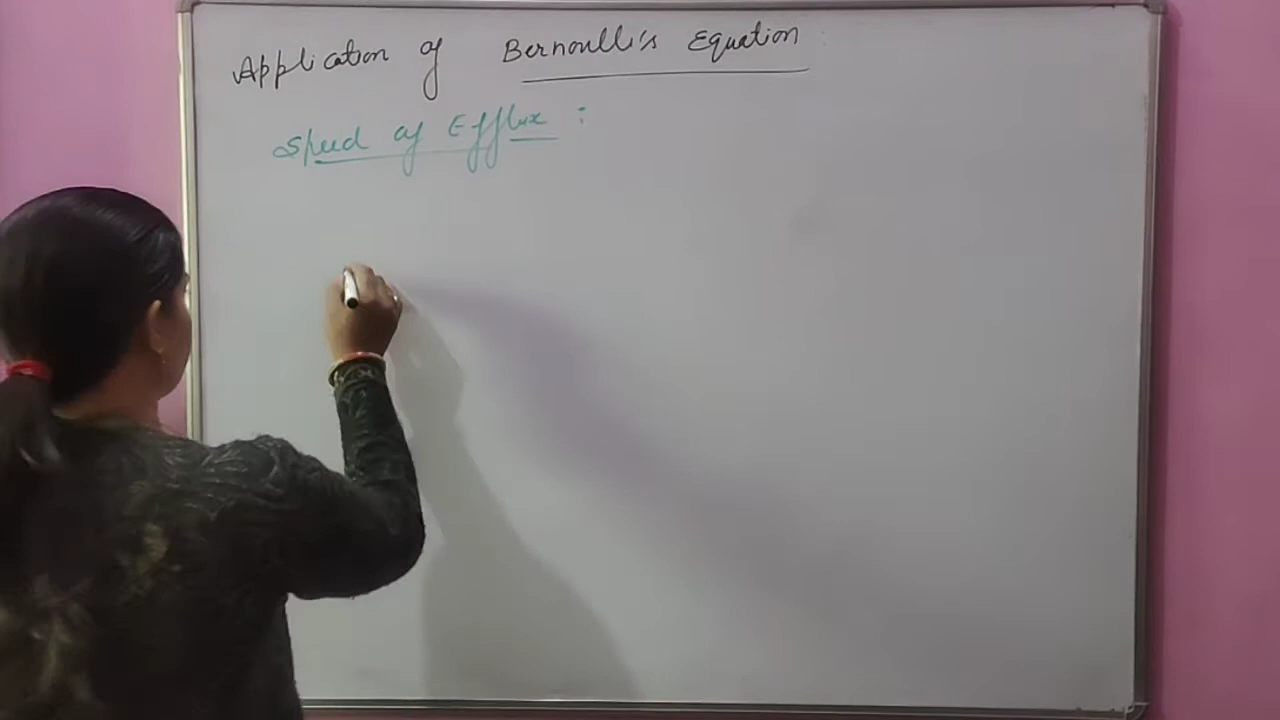 Application of Bernoulli's Equation
Speed of Efflux :